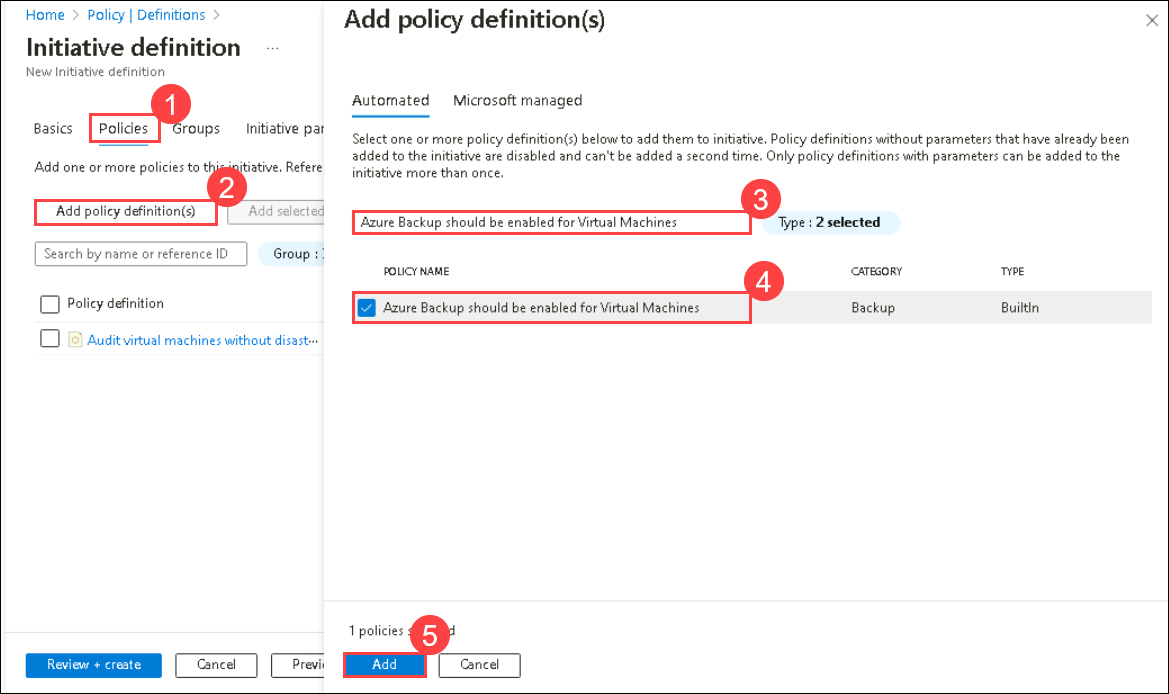 Home > Policy | Definitions >
Initiative definition ...
New Initiative definition
1
Basics Policies Groups Initiative
Add one or more policies to this initiative.
2
Add policy definition(s) Add selected
Search by name or reference ID Group :
Policy definition
Audit virtual machines without ...
Review + create Cancel
Add policy definition(s)
Automated Microsoft managed
Select one or more policy definition(s) below to add them to initiative. Policy definitions without parameters that have already been
added to the initiative are disabled and can't be added a second time. Only policy definitions with parameters can be added to the
initiative more than once.
3
Azure Backup should be enabled for Virtual Machines Type : 2 selected
POLICY NAME CATEGORY TYPE
4
Azure Backup should be enabled for Virtual Machines Backup BuiltIn
1 policies
5
Add Cancel